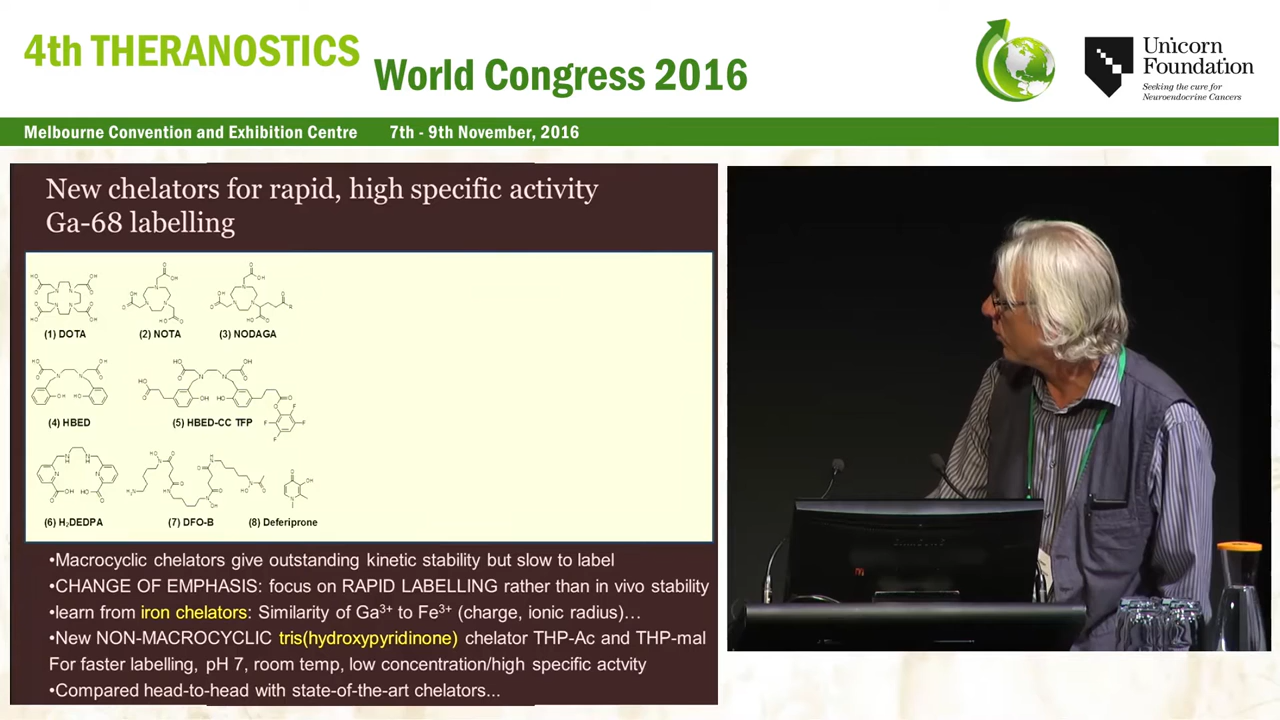 4th THERANOSTICS
World Congress 2016
Unicorn
Foundation
Seeking the cure for
Neuroendocrine Cancers
Melbourne Convention and Exhibition Centre 7th - 9th November, 2016
New chelators for rapid, high specific activity
Ga-68 labelling
(1) DOTA (2) NOTA (3) NODAGA
(4) HBED (5) HBED-CC TFP
(6) H₂DEDPA (7) DFO-B (8) Deferiprone
•Macrocyclic chelators give outstanding kinetic stability but slow to label
•CHANGE OF EMPHASIS: focus on RAPID LABELLING rather than in vivo stability
•learn from iron chelators: Similarity of Ga³⁺ to Fe³⁺ (charge, ionic radius)…
•New NON-MACROCYCLIC tris(hydroxypyridinone) chelator THP-Ac and THP-mal
For faster labelling, pH 7, room temp, low concentration/high specific actvity
•Compared head-to-head with state-of-the-art chelators...